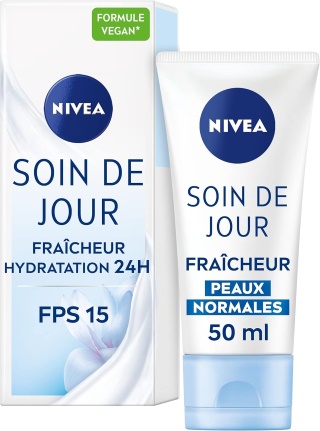 FORMULE
VEGAN*
NIVEA
SOIN DE
JOUR
FRAÎCHEUR
HYDRATATION 24H
FPS 15
NIVEA
SOIN DE
JOUR
FRAÎCHEUR
PEAUX
NORMALES
50 ml